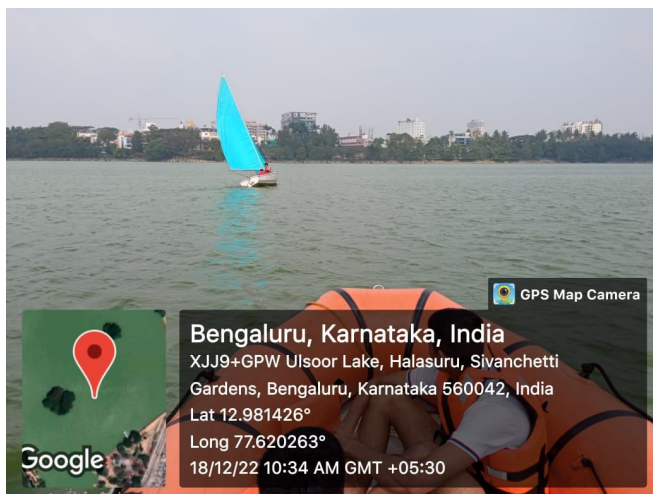 GPS Map Camera
Bengaluru, Karnataka, India
XJJ9+GPW Ulsoor Lake, Halasuru, Sivanchetti
Gardens, Bengaluru, Karnataka 560042, India
Lat 12.981426°
Long 77.620263°
18/12/22 10:34 AM GMT +05:30
Google